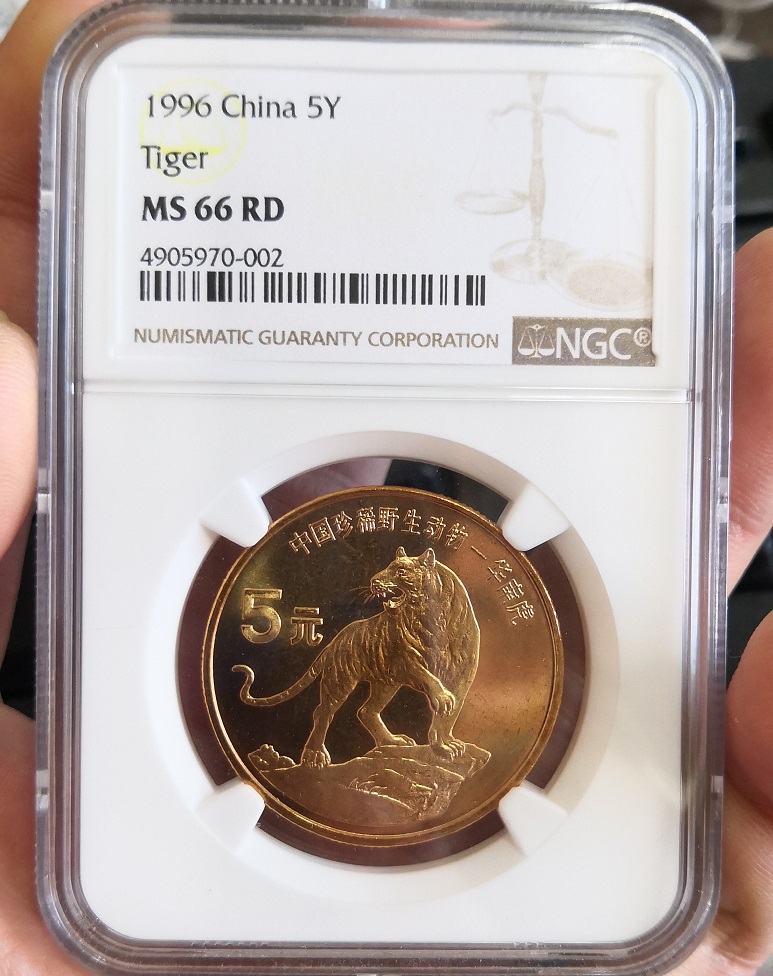 1996 China 5Y
Tiger
MS 66 RD
4905970-002
NUMISMATIC GUARANTY CORPORATION
NGC®
中国珍稀野生动物—华南虎
5元